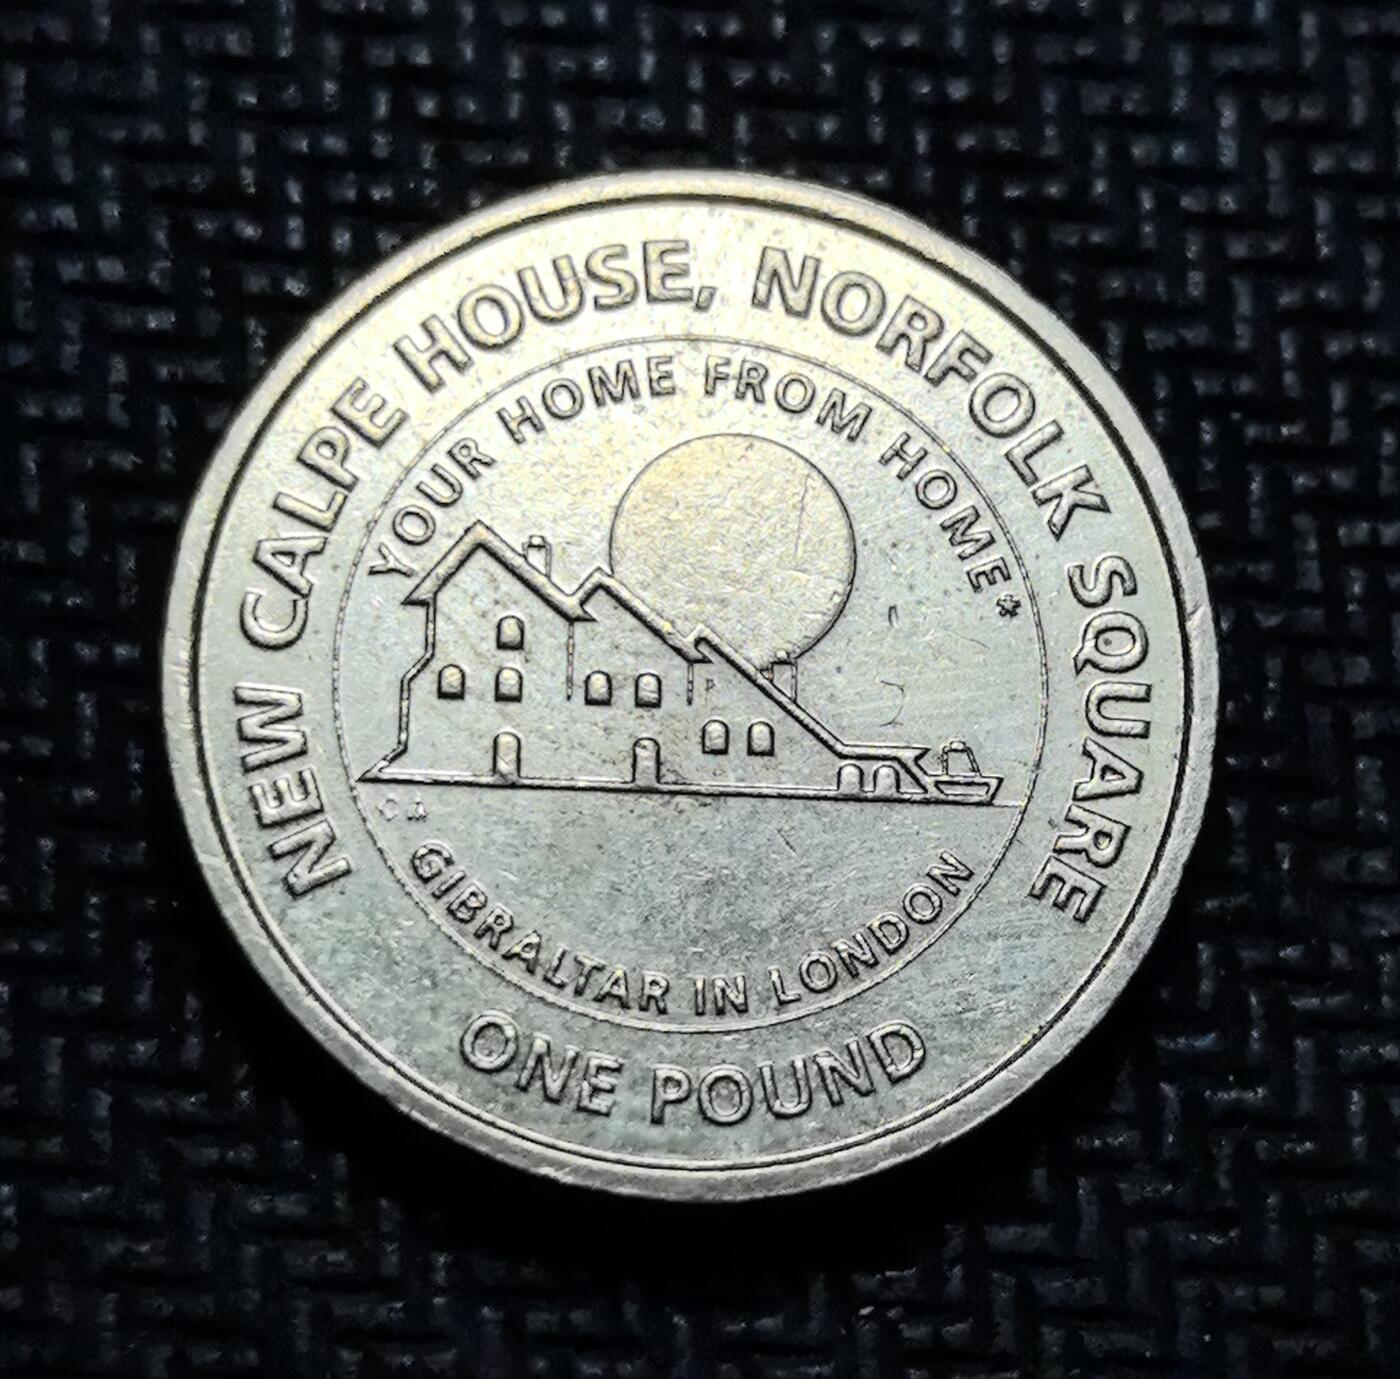 NEW CALPE HOUSE, NORFOLK SQUARE
YOUR HOME FROM HOME*
GIBRALTAR IN LONDON
ONE POUND